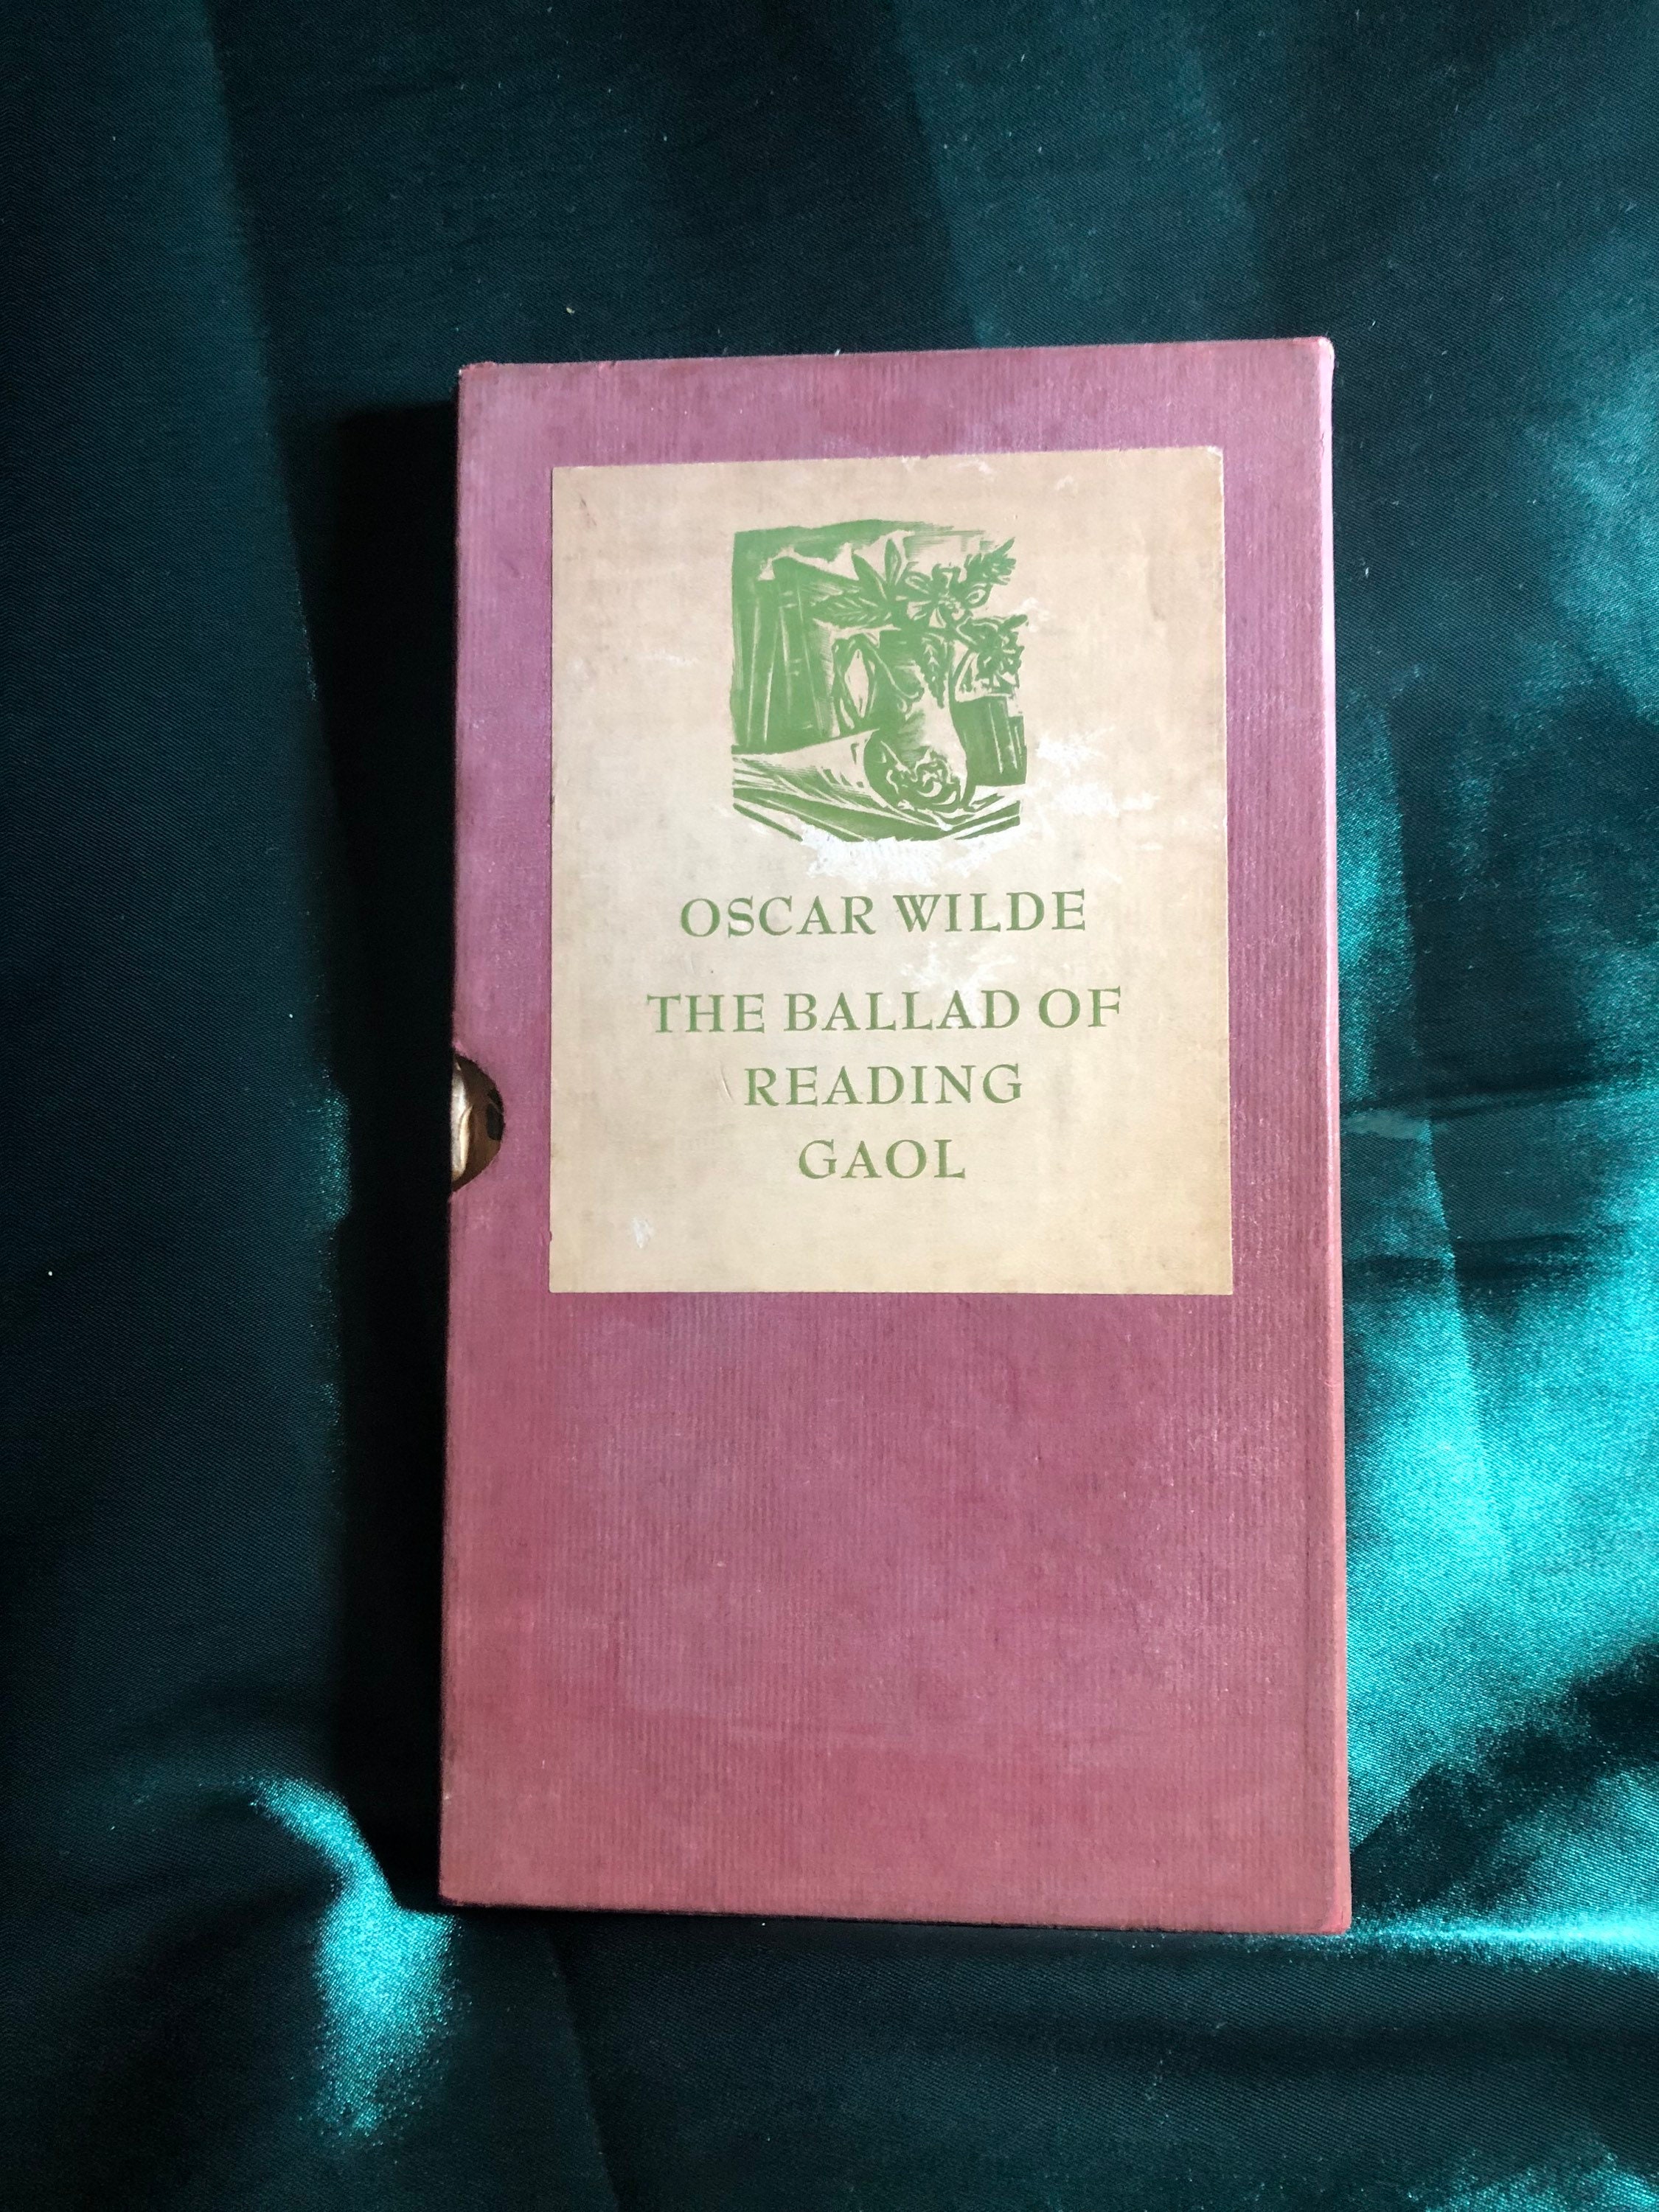 OSCAR WILDE
THE BALLAD OF
READING
GAOL